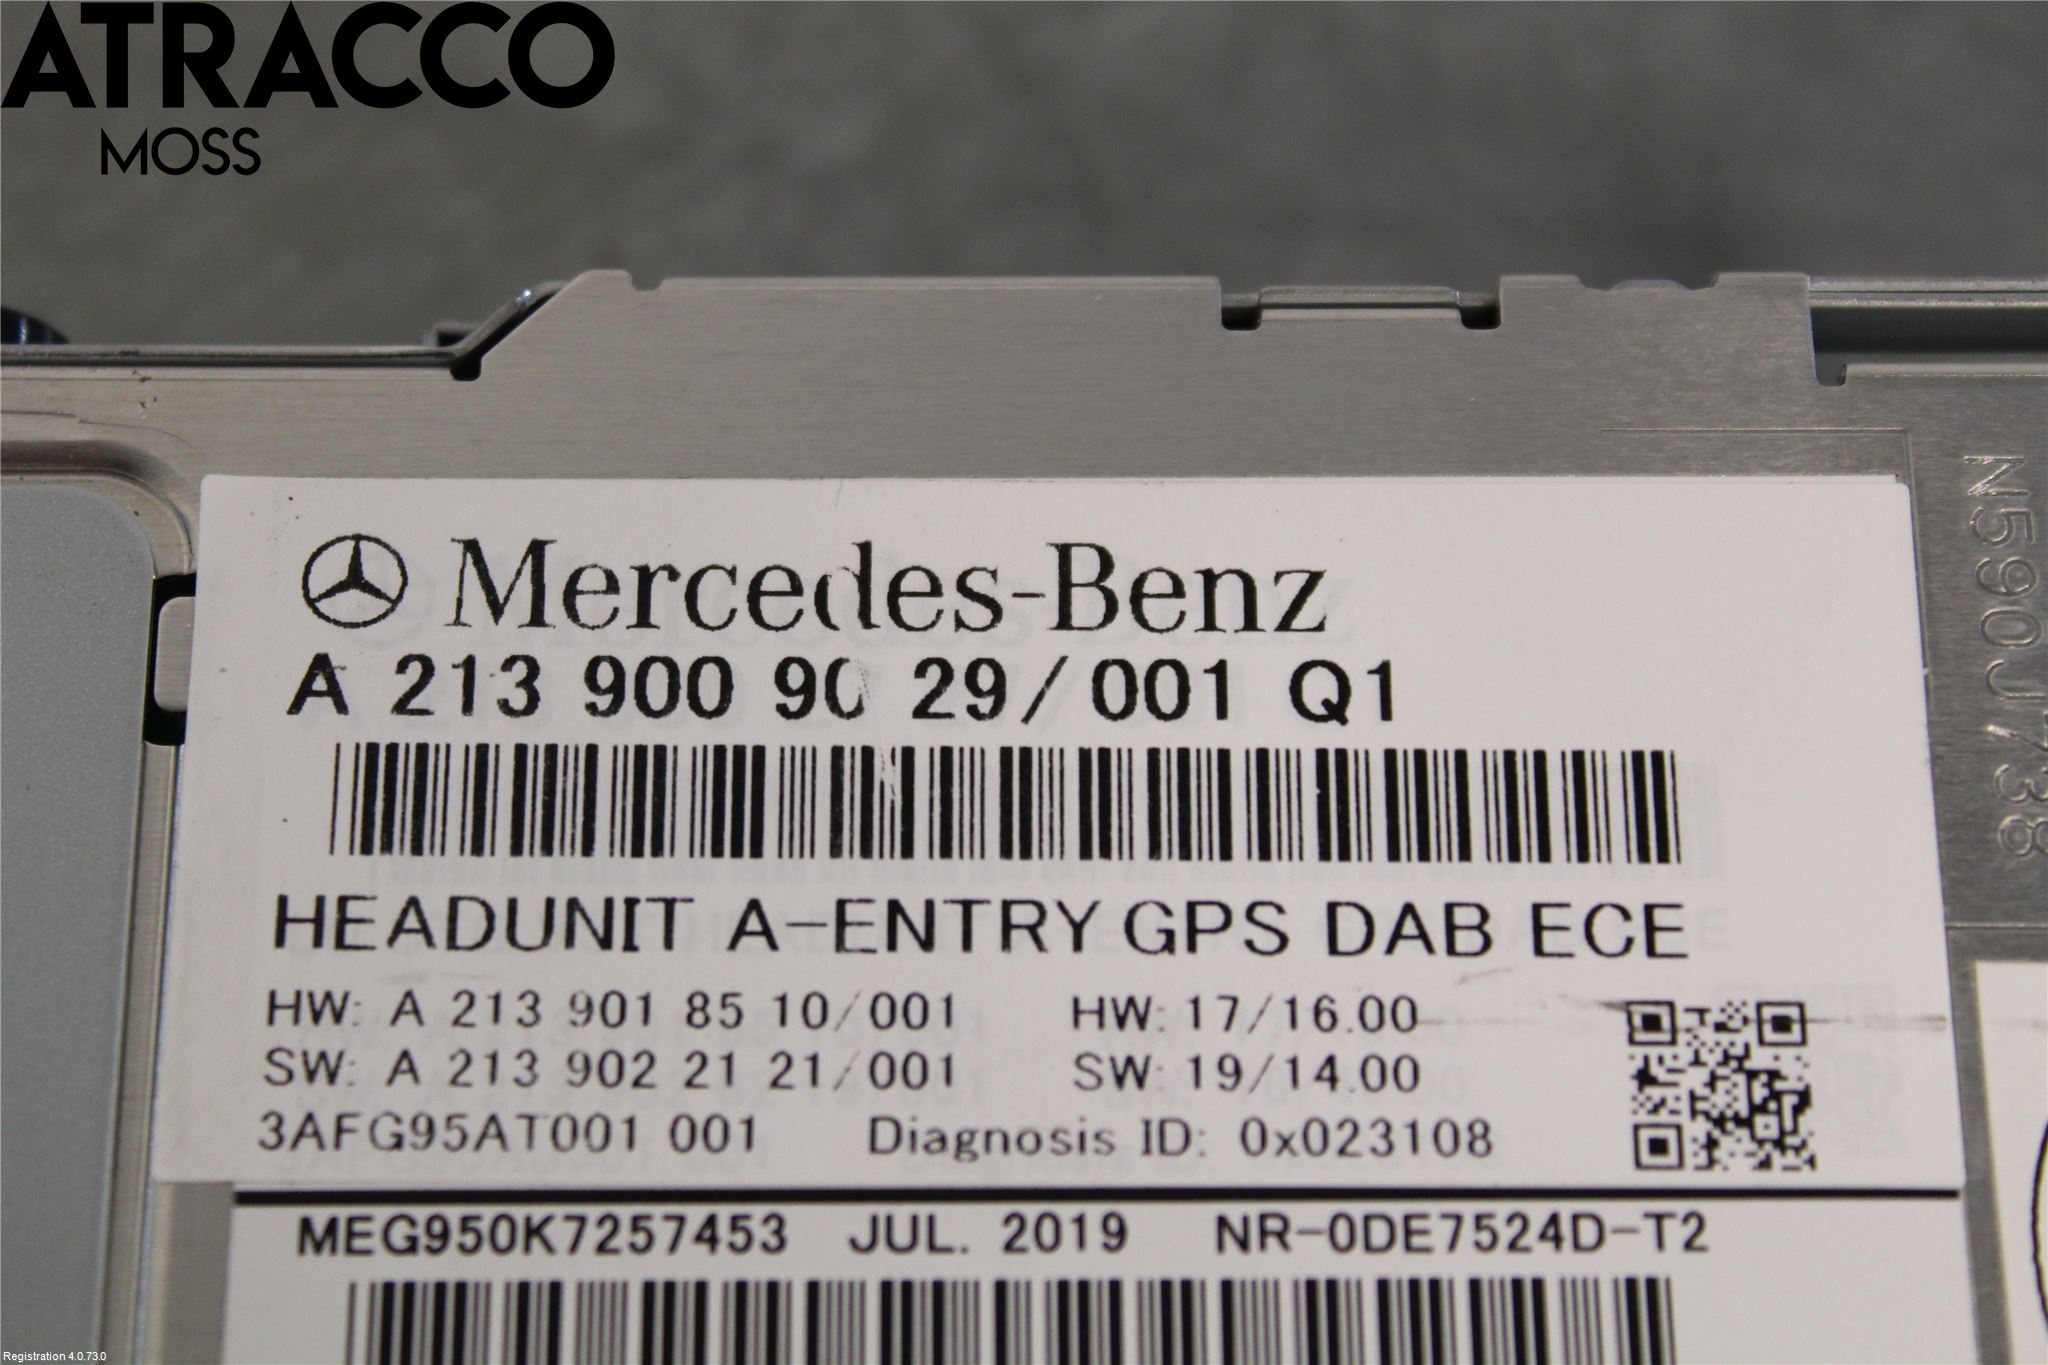 ATRACCO
MOSS
Mercedes-Benz
A 213 900 90 29/001 Q1
HEADUNIT A-ENTRY GPS DAB ECE
HW: A 213 901 85 10/001 HW: 17/16.00
SW: A 213 902 21 21/001 SW: 19/14.00
3AFG95AT001 001 Diagnosis ID: 0x023108
MEG950K7257453 JUL. 2019 NR-0DE7524D-T2
N590J738
Registration 4.0.73.0